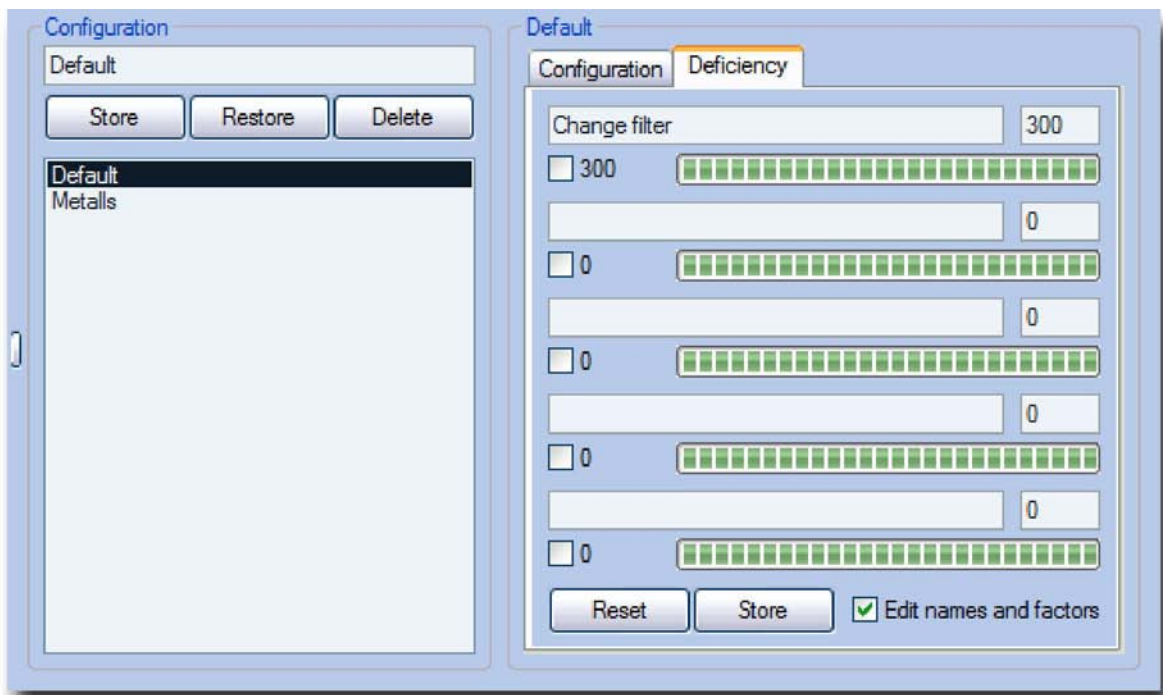 Configuration
Default
Store Restore Delete
Default
Metalls
Default
Configuration Deficiency
Change filter 300
300
0
0
0
0
0
0
0
0
Reset Store Edit names and factors